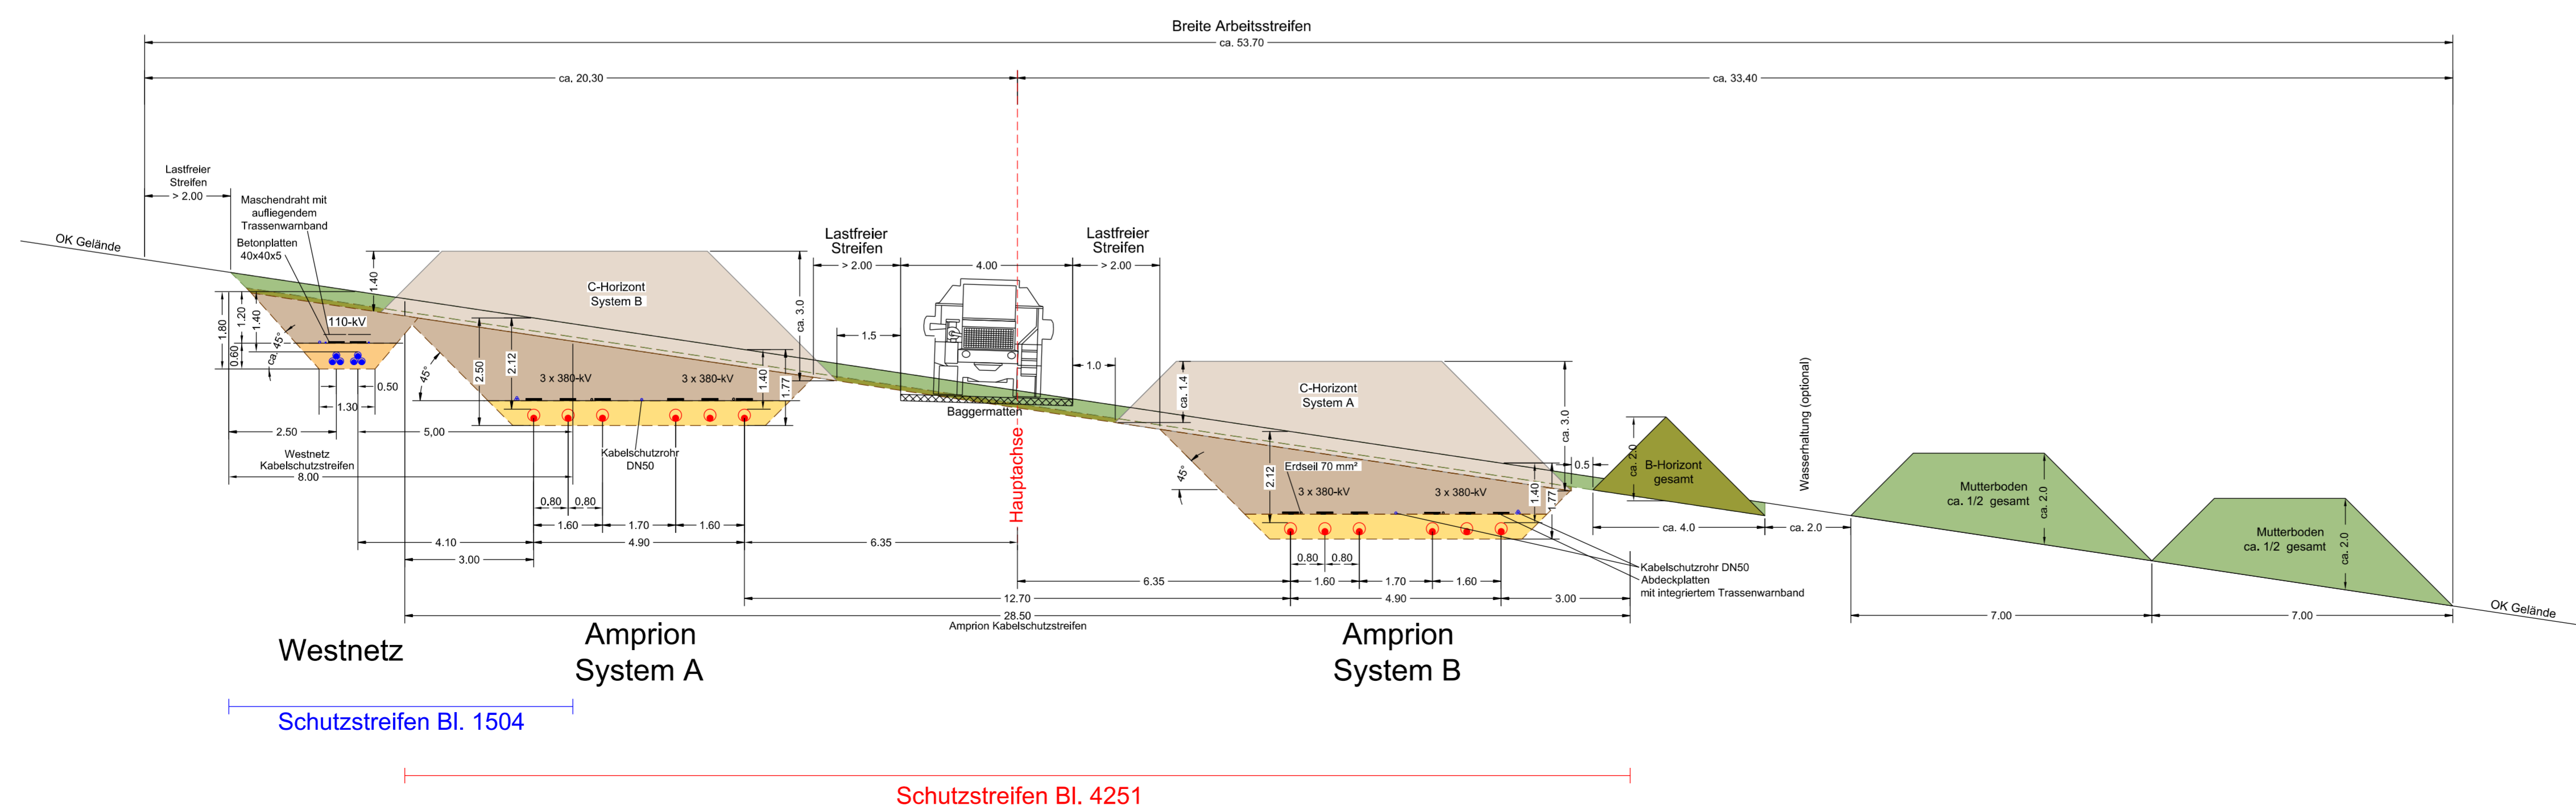 Breite Arbeitsstreifen
ca. 53.70
ca. 20.30
ca. 33.40
Lastfreier
Streifen
> 2.00
Maschendraht mit
aufliegendem
Trassenwarnband
Betonplatten
40x40x5
OK Gelände
1.80
1.20
1.40
0.60
ca. 45°
110-kV
0.50
1.30
2.50
5,00
Westnetz
Kabelschutzstreifen
8.00
1.40
C-Horizont
System B
ca. 3.0
45°
2.50
2.12
3 x 380-kV
3 x 380-kV
1.40
1.77
Kabelschutzrohr
DN50
0.80
0.80
1.60
1.70
1.60
4.10
4.90
6.35
3.00
Lastfreier
Streifen
> 2.00
4.00
Lastfreier
Streifen
> 2.00
1.5
1.0
Baggermatten
Hauptachse
ca. 1.4
C-Horizont
System A
ca. 3.0
45°
2.12
Erdseil 70 mm²
3 x 380-kV
3 x 380-kV
1.40
1.77
0.5
ca. 2.0
B-Horizont
gesamt
Wasserhaltung (optional)
Mutterboden
ca. 1/2 gesamt
ca. 2.0
Mutterboden
ca. 1/2 gesamt
ca. 2.0
OK Gelände
ca. 4.0
ca. 2.0
0.80
0.80
6.35
1.60
1.70
1.60
12.70
4.90
3.00
28.50
Amprion Kabelschutzstreifen
Kabelschutzrohr DN50
Abdeckplatten
mit integriertem Trassenwarnband
7.00
7.00
Westnetz
Amprion
System A
Amprion
System B
Schutzstreifen Bl. 1504
Schutzstreifen Bl. 4251